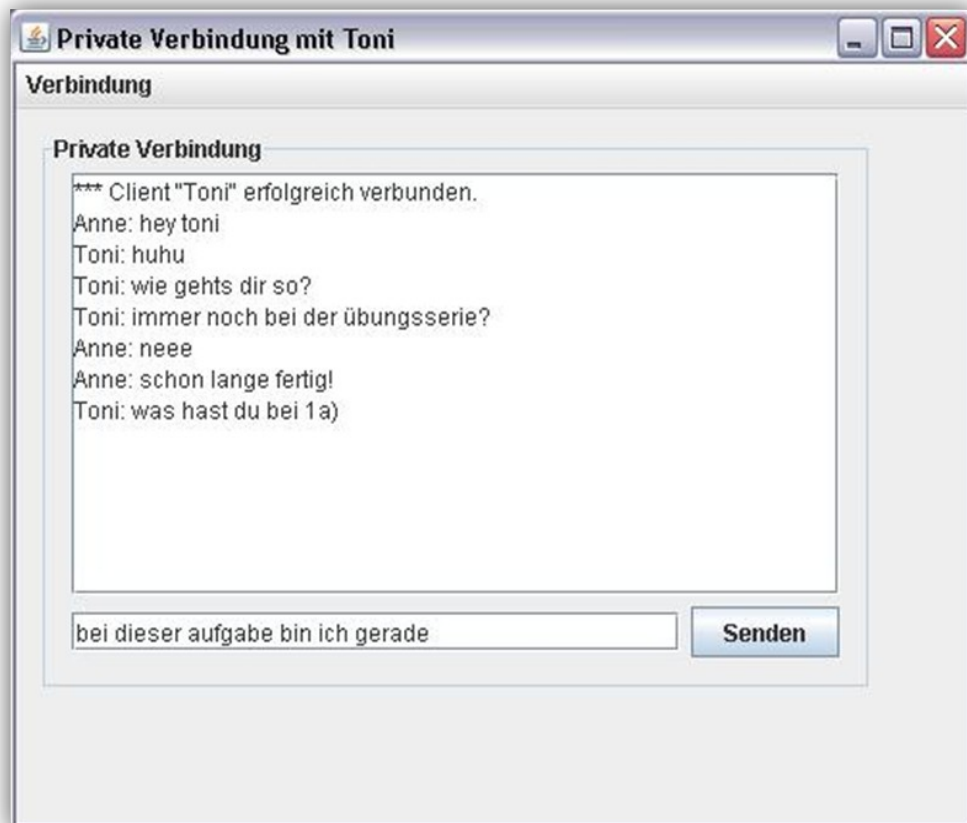 Private Verbindung mit Toni
Verbindung
Private Verbindung
*** Client "Toni" erfolgreich verbunden.
Anne: hey toni
Toni: huhu
Toni: wie gehts dir so?
Toni: immer noch bei der übungsserie?
Anne: neee
Anne: schon lange fertig!
Toni: was hast du bei 1a)
bei dieser aufgabe bin ich gerade
Senden